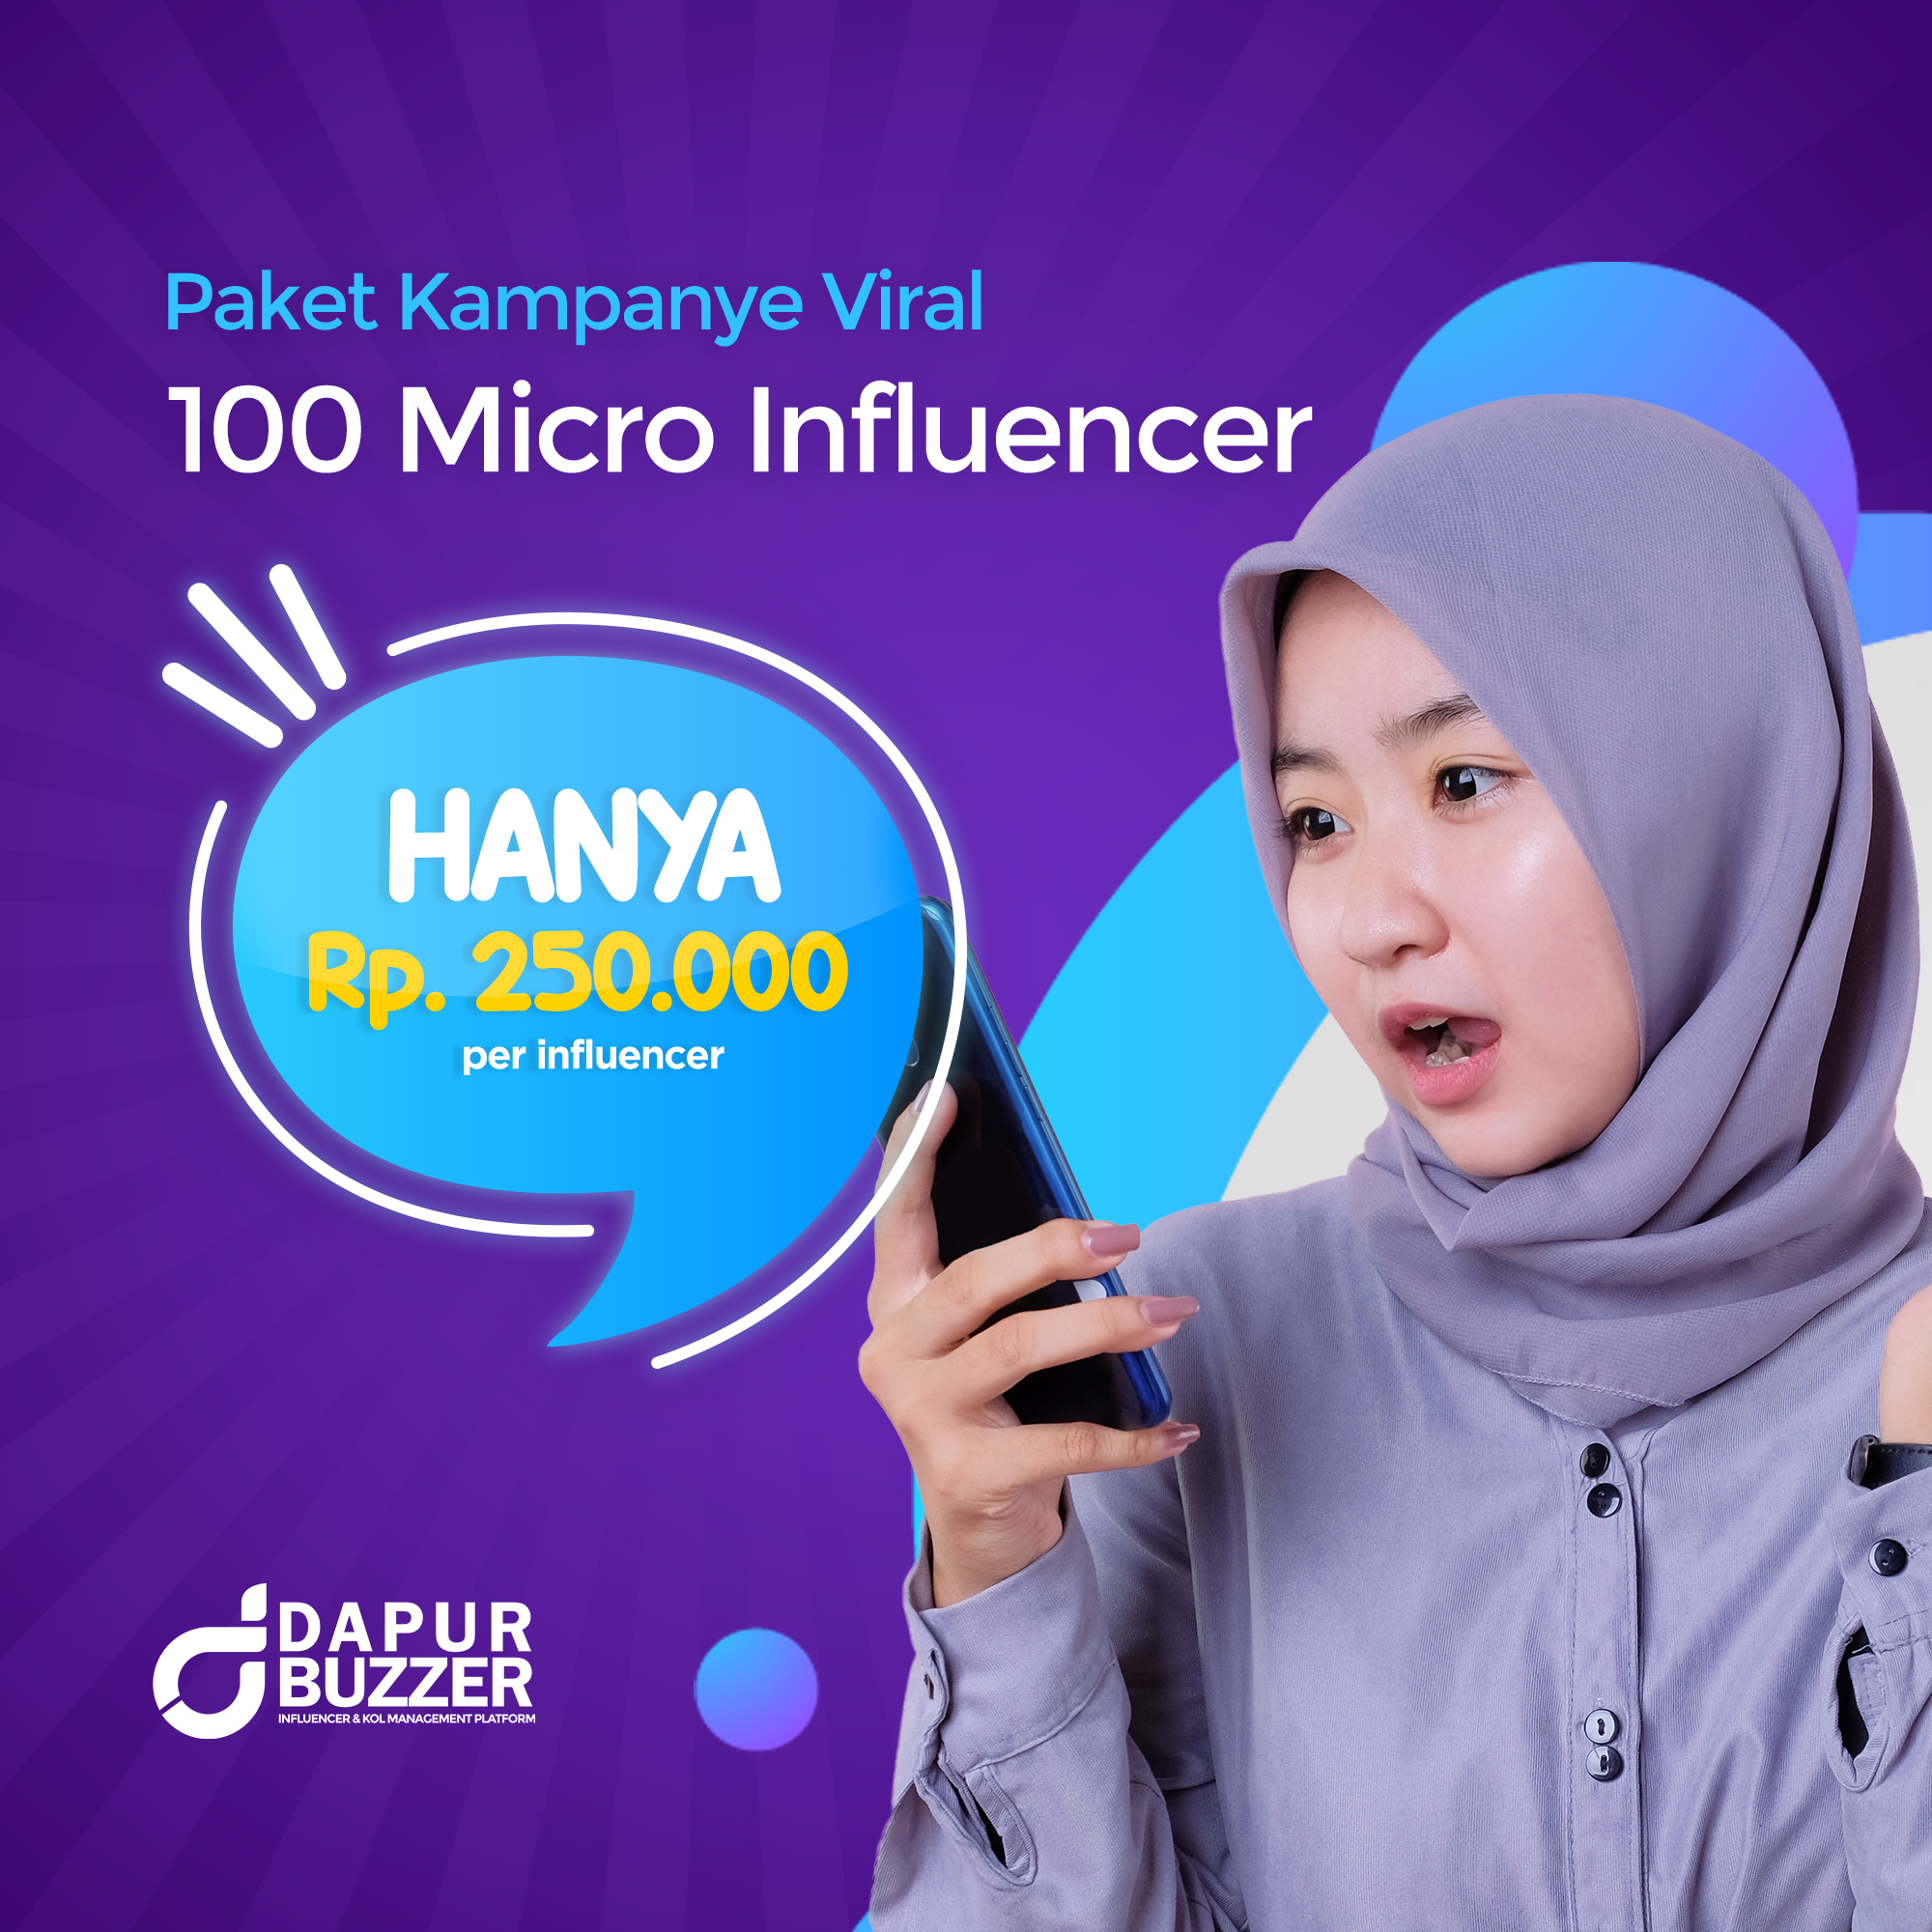 Paket Kampanye Viral
100 Micro Influencer
HANYA
Rp. 250.000
per influencer
DAPUR
BUZZER
INFLUENCER & KOL MANAGEMENT PLATFORM